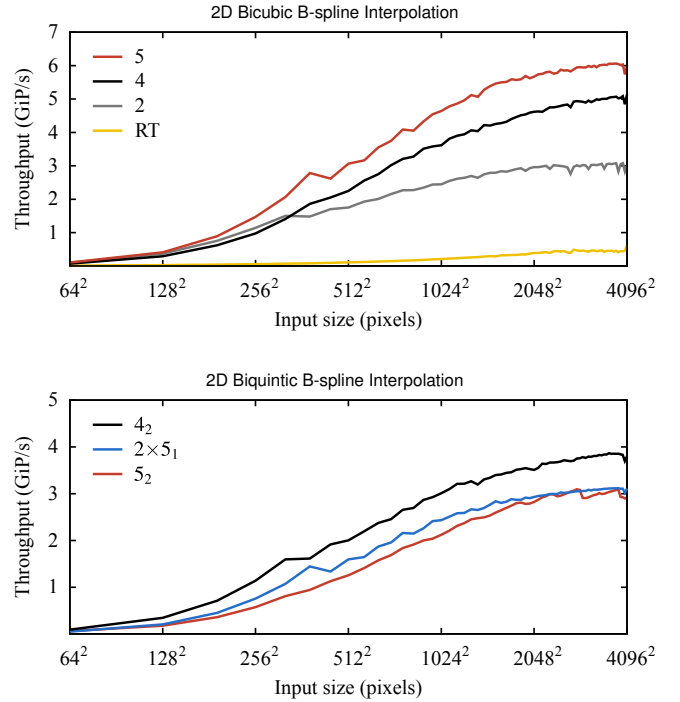 2D Bicubic B-spline Interpolation
Throughput (GiP/s)
7
6
5
4
3
2
1
5
4
2
RT
64² 128² 256² 512² 1024² 2048² 4096²
Input size (pixels)
2D Biquintic B-spline Interpolation
Throughput (GiP/s)
5
4
3
2
1
4₂
2×5₁
5₂
64² 128² 256² 512² 1024² 2048² 4096²
Input size (pixels)